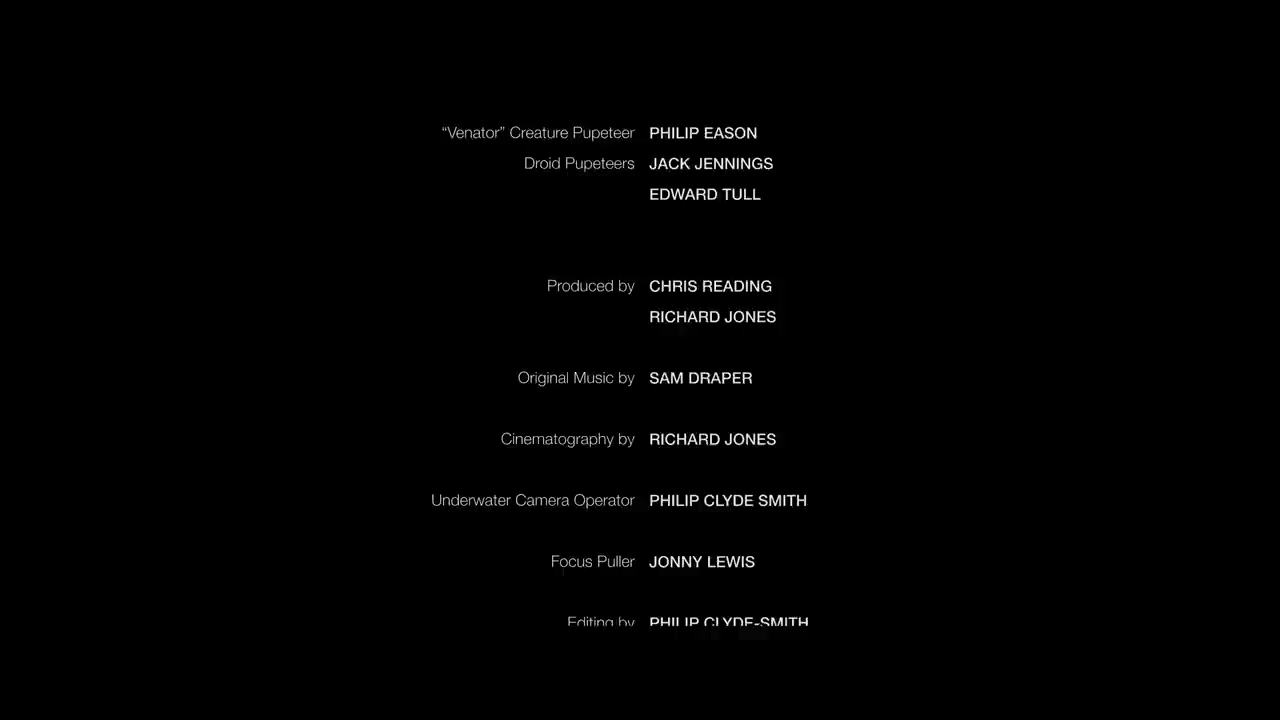 “Venator” Creature Pupeteer PHILIP EASON
Droid Pupeteers JACK JENNINGS
EDWARD TULL
Produced by CHRIS READING
RICHARD JONES
Original Music by SAM DRAPER
Cinematography by RICHARD JONES
Underwater Camera Operator PHILIP CLYDE SMITH
Focus Puller JONNY LEWIS
Editing by PHILIP CLYDE-SMITH